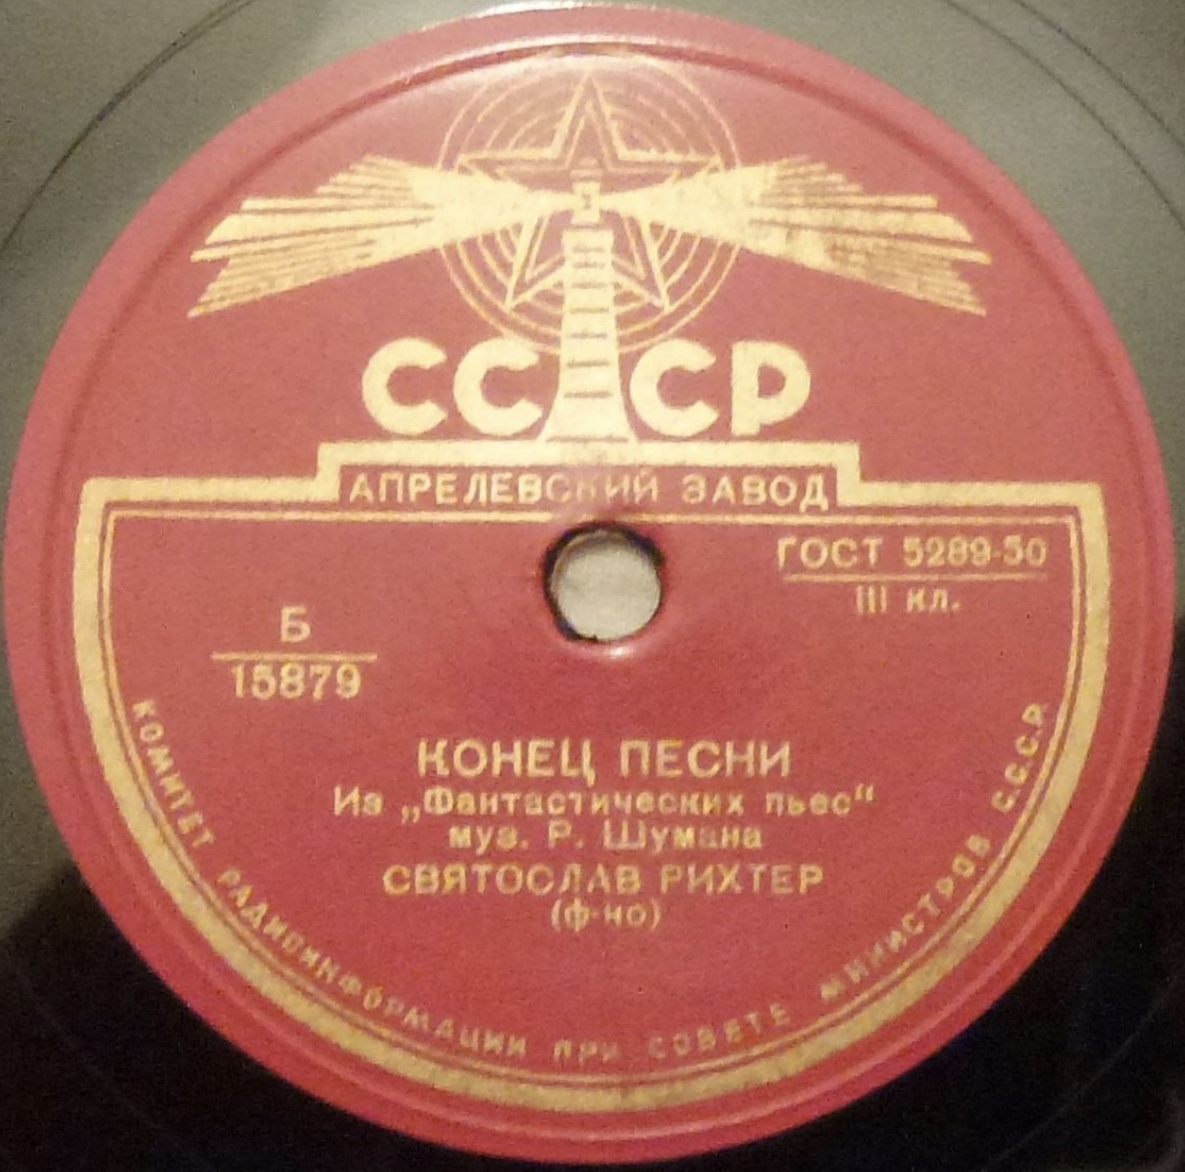 СССР
АПРЕЛЕВСКИЙ ЗАВОД
ГОСТ 5289-50
III кл.
Б
15879
КОНЕЦ ПЕСНИ
Из „Фантастических пьес“
муз. Р. Шумана
СВЯТОСЛАВ РИХТЕР
(ф-но)
КОМИТЕТ РАДИОИНФОРМАЦИИ ПРИ СОВЕТЕ МИНИСТРОВ С.С.С.Р.